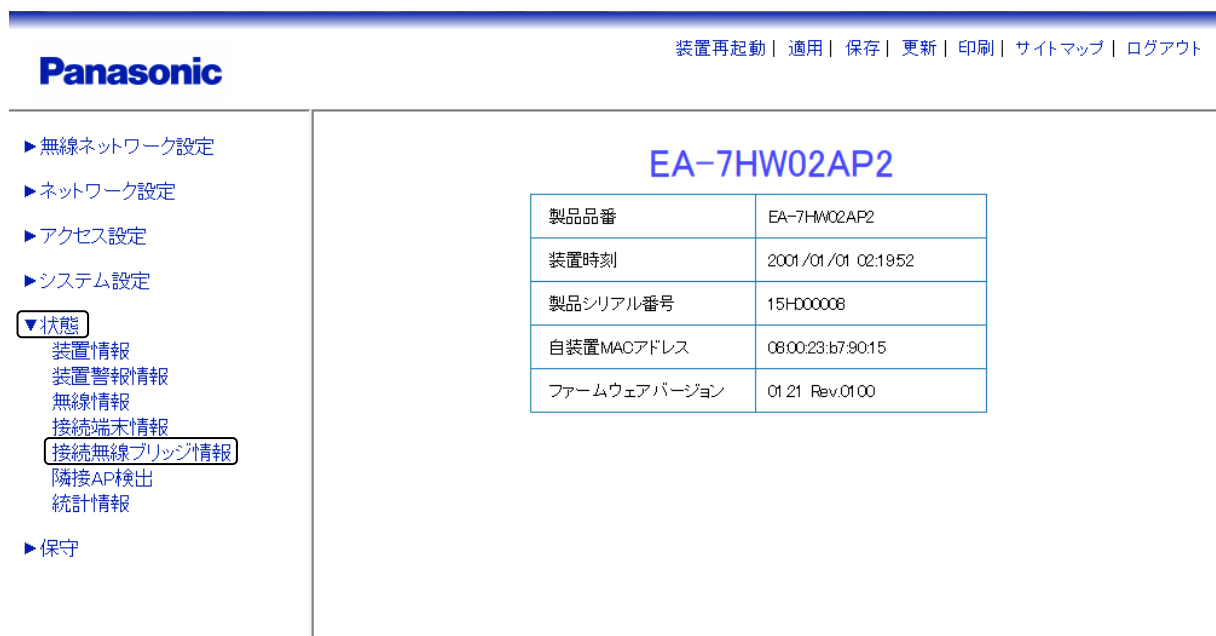 装置再起動| 適用| 保存| 更新| 印刷| サイトマップ| ログアウト
Panasonic
▶無線ネットワーク設定
▶ネットワーク設定
▶アクセス設定
▶システム設定
▼状態
装置情報
装置警報情報
無線情報
接続端末情報
接続無線ブリッジ情報
隣接AP検出
統計情報
▶保守
EA-7HW02AP2
製品品番 EA-7HW02AP2
装置時刻 2001/01/01 02:19:52
製品シリアル番号 15H000008
自装置MACアドレス 08:00:23:b7:90:15
ファームウェアバージョン 01.21 Rev.01.00